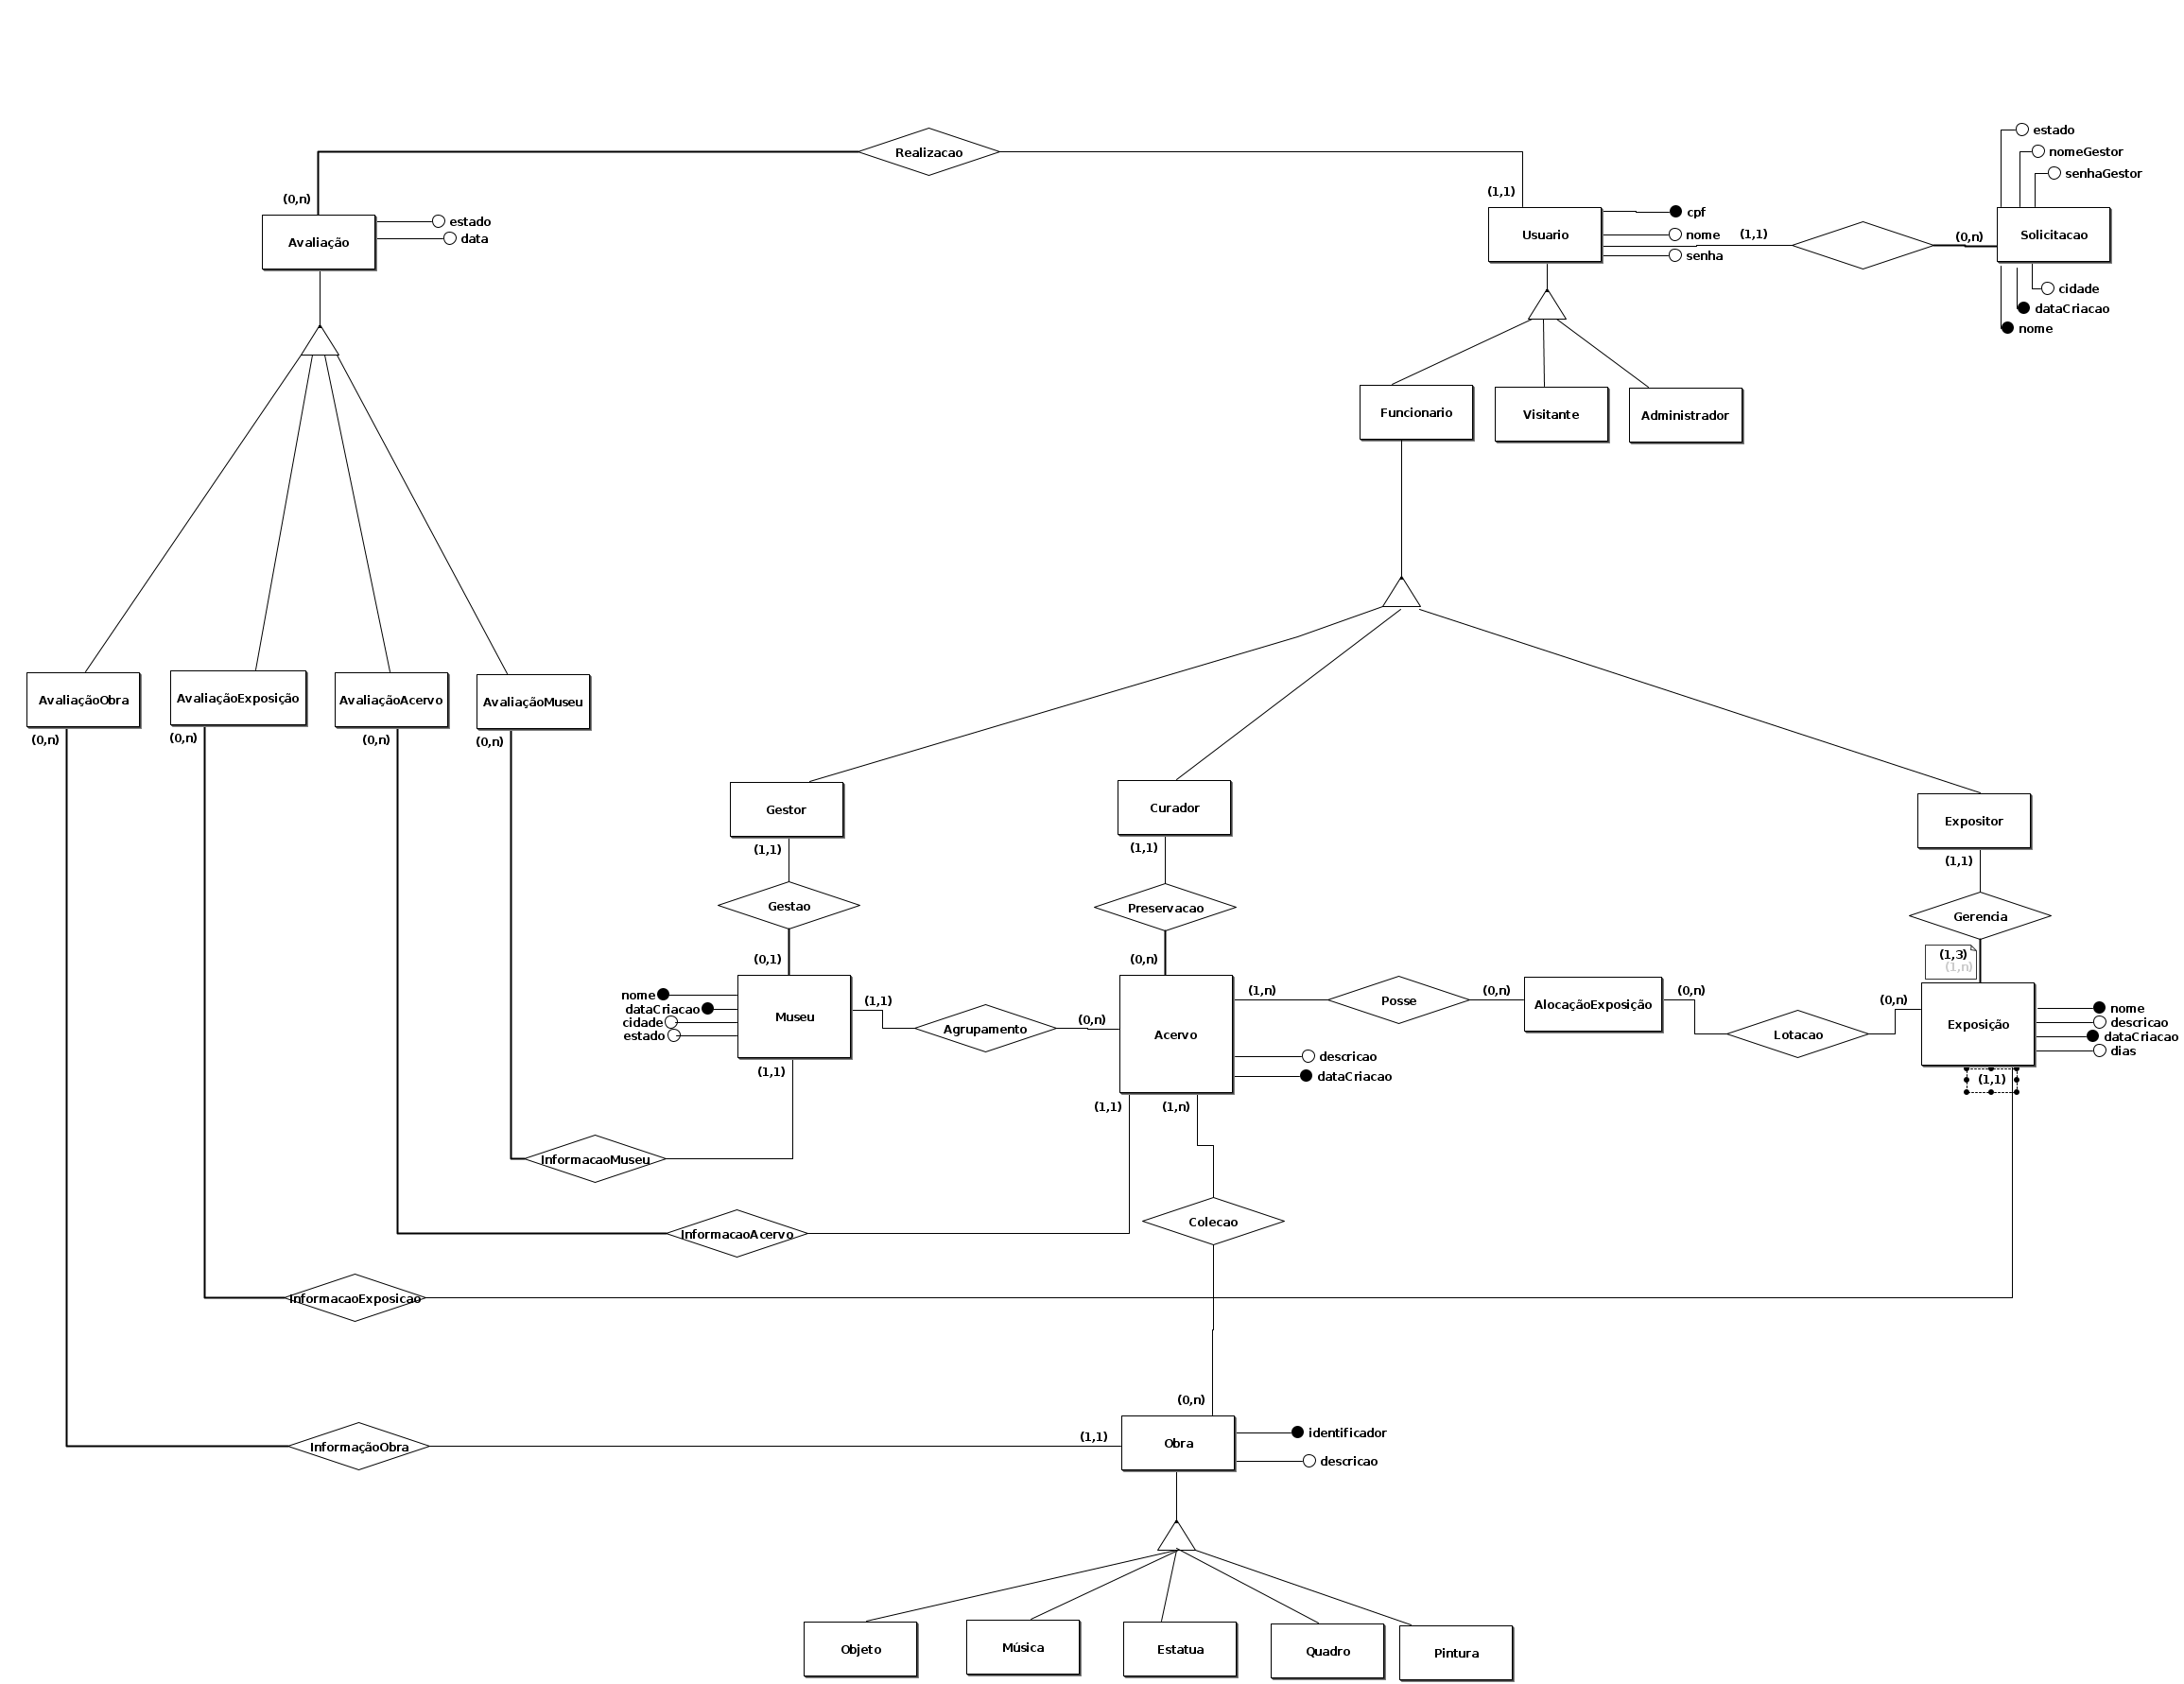 estado
Realizacao
nomeGestor
senhaGestor
(0,n)
(1,1)
Avaliação
estado
data
Usuario
cpf
nome
senha
(1,1)
(0,n)
Solicitacao
cidade
dataCriacao
nome
Funcionario
Visitante
Administrador
AvaliaçãoObra
AvaliaçãoExposição
AvaliaçãoAcervo
AvaliaçãoMuseu
(0,n)
(0,n)
(0,n)
(0,n)
Gestor
Curador
Expositor
(1,1)
(1,1)
(1,1)
Gestao
Preservacao
Gerencia
(0,1)
(0,n)
(1,3)
(1,n)
nome
dataCriacao
cidade
estado
Museu
(1,1)
Agrupamento
(0,n)
Acervo
(1,n)
Posse
(0,n)
AlocaçãoExposição
(0,n)
Lotacao
(0,n)
Exposição
nome
descricao
dataCriacao
dias
descricao
dataCriacao
(1,1)
(1,1)
(1,1)
(1,n)
InformacaoMuseu
Colecao
InformacaoAcervo
InformacaoExposicao
(0,n)
InformaçãoObra
(1,1)
Obra
identificador
descricao
Objeto
Música
Estatua
Quadro
Pintura